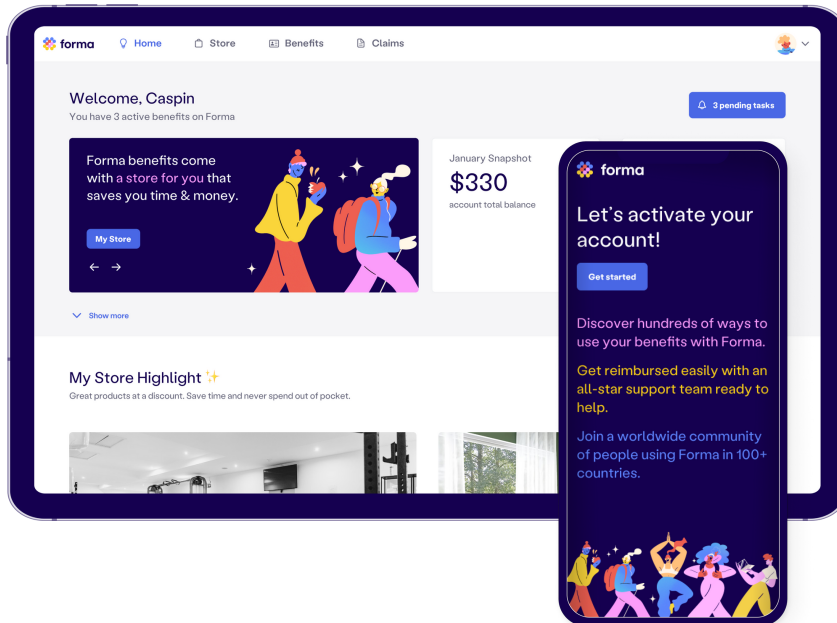 forma
Home
Store
Benefits
Claims
Welcome, Caspin
You have 3 active benefits on Forma
3 pending tasks
Forma benefits come
with a store for you that
saves you time & money.
My Store
January Snapshot
$330
account total balance
Show more
My Store Highlight ✨
Great products at a discount. Save time and never spend out of pocket.
forma
Let’s activate your
account!
Get started
Discover hundreds of ways to
use your benefits with Forma.
Get reimbursed easily with an
all-star support team ready to
help.
Join a worldwide community
of people using Forma in 100+
countries.